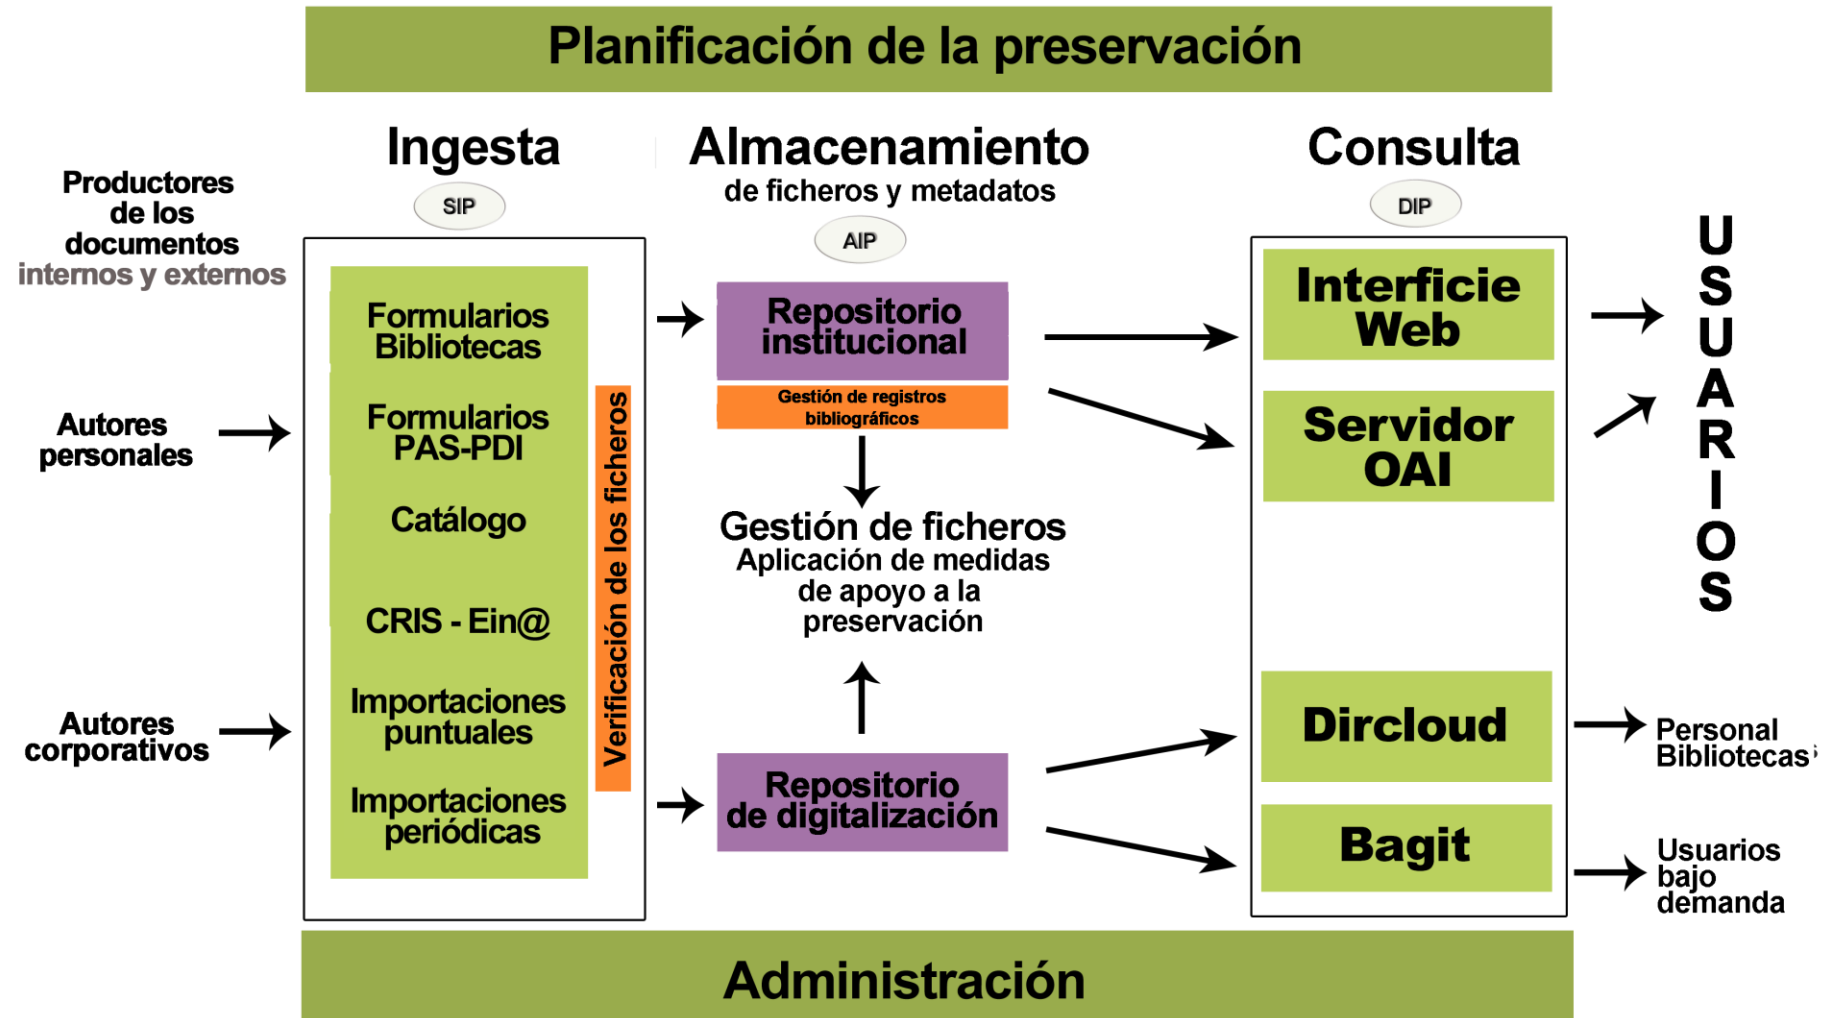 Planificación de la preservación
Productores
de los
documentos
internos y externos
Autores
personales
Autores
corporativos
Ingesta
SIP
Formularios
Bibliotecas
Formularios
PAS-PDI
Catálogo
CRIS - Ein@
Importaciones
puntuales
Importaciones
periódicas
Verificación de los ficheros
Almacenamiento
de ficheros y metadatos
AIP
Repositorio
institucional
Gestión de registros
bibliográficos
Gestión de ficheros
Aplicación de medidas
de apoyo a la
preservación
Repositorio
de digitalización
Consulta
DIP
Interficie
Web
Servidor
OAI
Dircloud
Bagit
USUARIOS
Personal
Bibliotecas
Usuarios
bajo
demanda
Administración